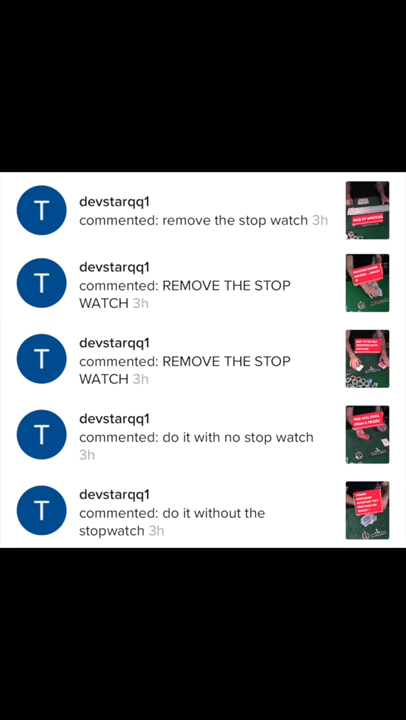 T
devstarqq1
commented: remove the stop watch 3h
T
devstarqq1
commented: REMOVE THE STOP
WATCH 3h
T
devstarqq1
commented: REMOVE THE STOP
WATCH 3h
T
devstarqq1
commented: do it with no stop watch
3h
T
devstarqq1
commented: do it without the
stopwatch 3h